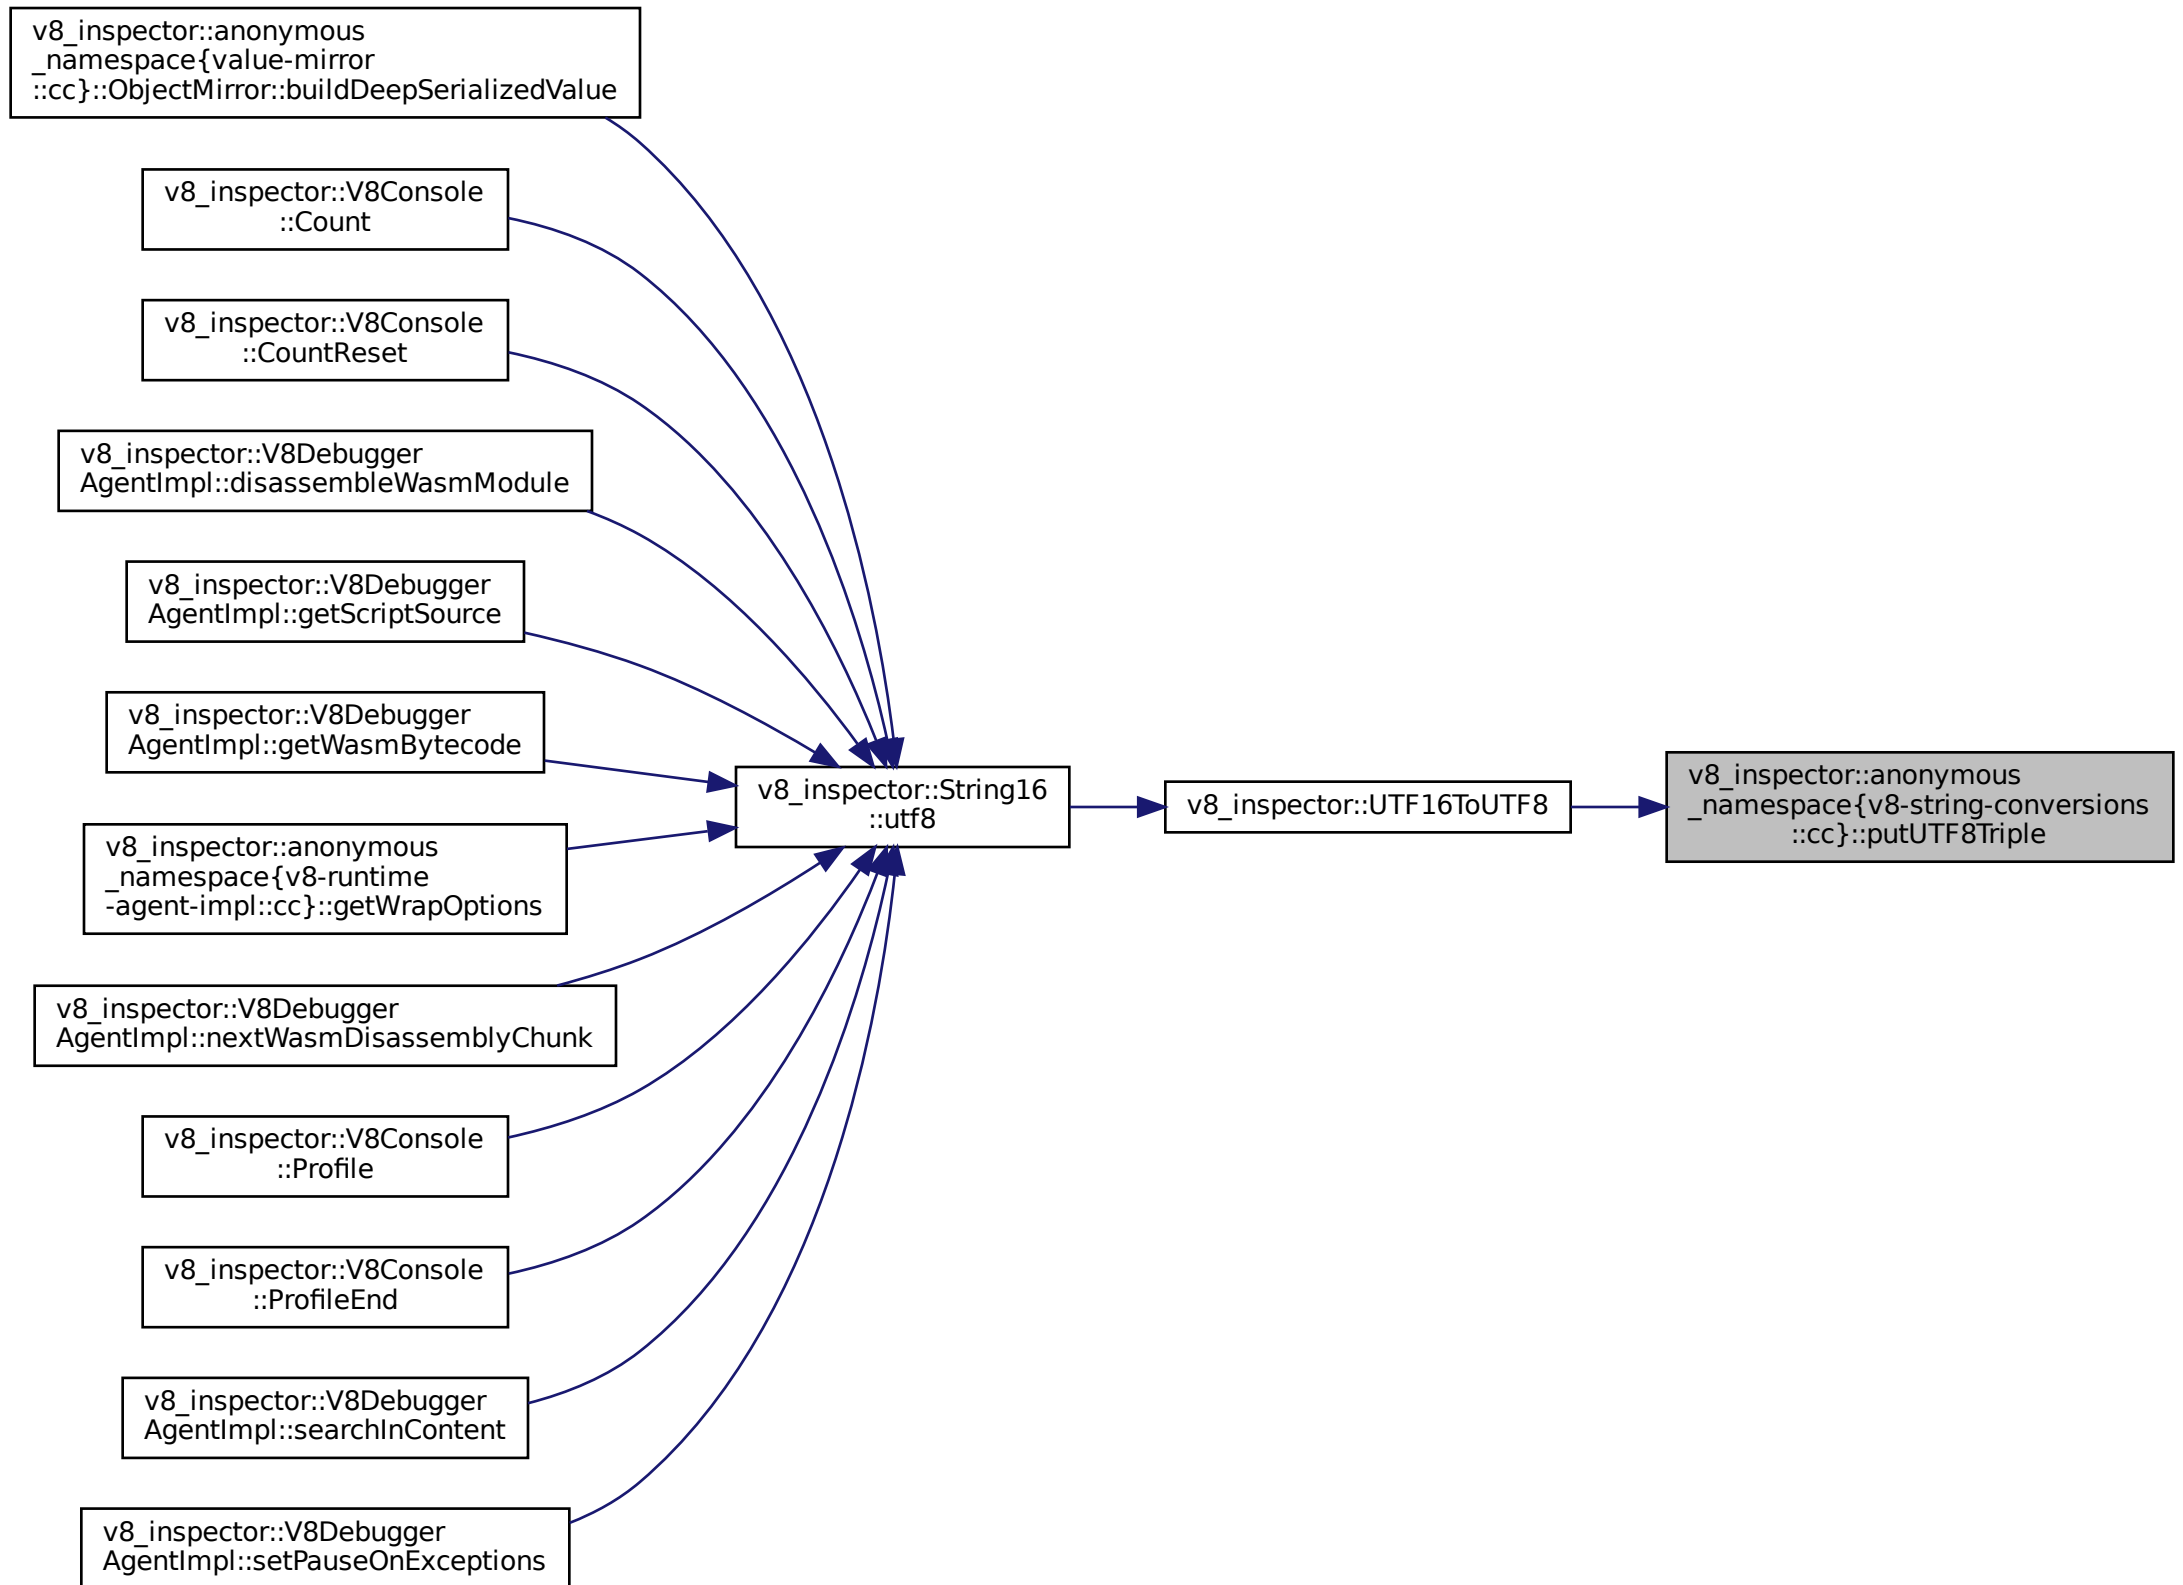 v8_inspector::anonymous
_namespace{value-mirror
::cc}::ObjectMirror::buildDeepSerializedValue
v8_inspector::V8Console
::Count
v8_inspector::V8Console
::CountReset
v8_inspector::V8Debugger
AgentImpl::disassembleWasmModule
v8_inspector::V8Debugger
AgentImpl::getScriptSource
v8_inspector::V8Debugger
AgentImpl::getWasmBytecode
v8_inspector::anonymous
_namespace{v8-runtime
-agent-impl::cc}::getWrapOptions
v8_inspector::V8Debugger
AgentImpl::nextWasmDisassemblyChunk
v8_inspector::V8Console
::Profile
v8_inspector::V8Console
::ProfileEnd
v8_inspector::V8Debugger
AgentImpl::searchInContent
v8_inspector::V8Debugger
AgentImpl::setPauseOnExceptions
v8_inspector::String16
::utf8
v8_inspector::UTF16ToUTF8
v8_inspector::anonymous
_namespace{v8-string-conversions
::cc}::putUTF8Triple